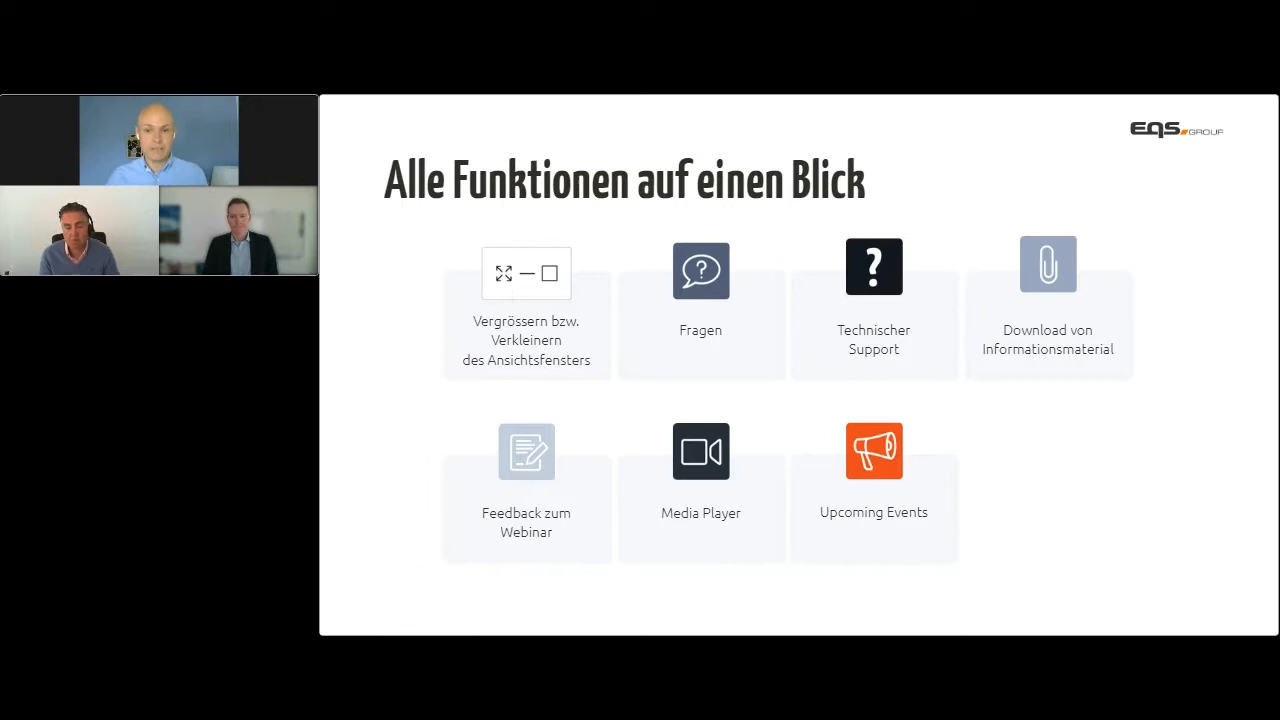 EQS GROUP
Alle Funktionen auf einen Blick
Vergrössern bzw.
Verkleinern
des Ansichtsfensters
Fragen
Technischer
Support
Download von
Informationsmaterial
Feedback zum
Webinar
Media Player
Upcoming Events